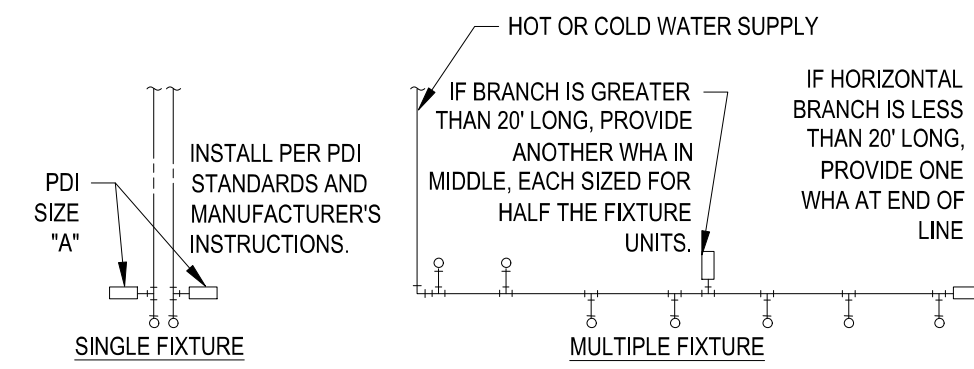 HOT OR COLD WATER SUPPLY
PDI
SIZE
"A"
INSTALL PER PDI
STANDARDS AND
MANUFACTURER'S
INSTRUCTIONS.
IF BRANCH IS GREATER
THAN 20' LONG, PROVIDE
ANOTHER WHA IN
MIDDLE, EACH SIZED FOR
HALF THE FIXTURE
UNITS.
IF HORIZONTAL
BRANCH IS LESS
THAN 20' LONG,
PROVIDE ONE
WHA AT END OF
LINE
SINGLE FIXTURE
MULTIPLE FIXTURE